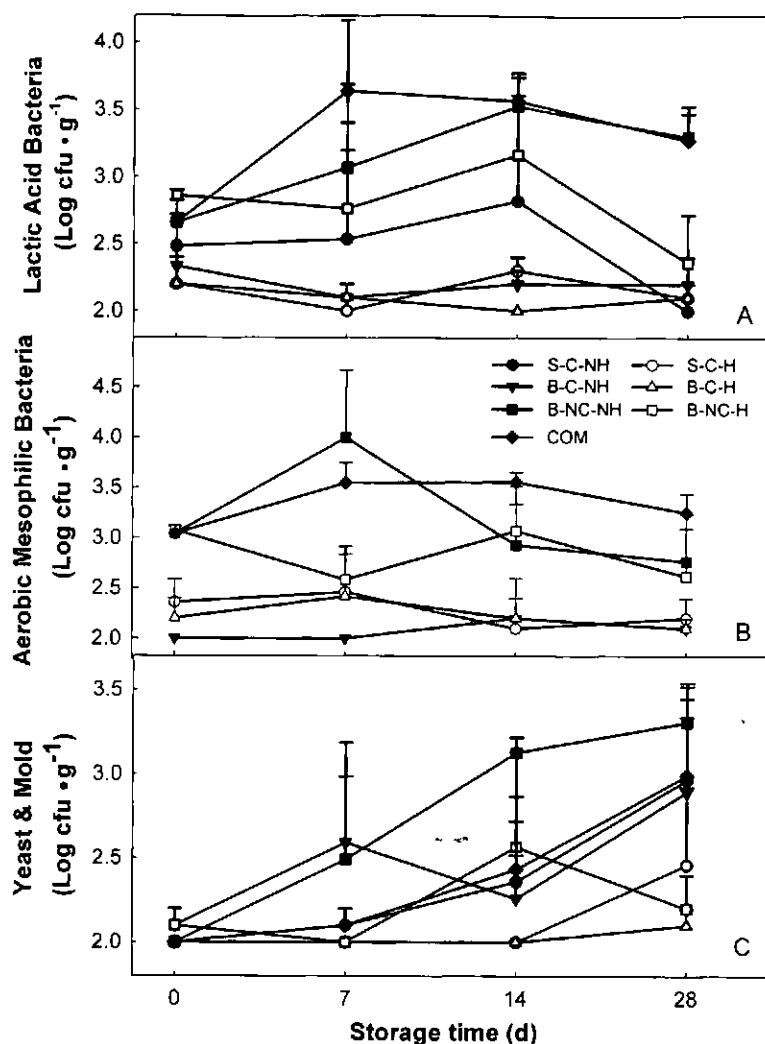 Lactic Acid Bacteria
(Log cfu • g⁻¹)
4.0
3.5
3.0
2.5
2.0
A
Aerobic Mesophilic Bacteria
(Log cfu • g⁻¹)
4.5
4.0
3.5
3.0
2.5
2.0
S-C-NH
S-C-H
B-C-NH
B-C-H
B-NC-NH
B-NC-H
COM
B
Yeast & Mold
(Log cfu • g⁻¹)
3.5
3.0
2.5
2.0
C
0 7 14 28
Storage time (d)